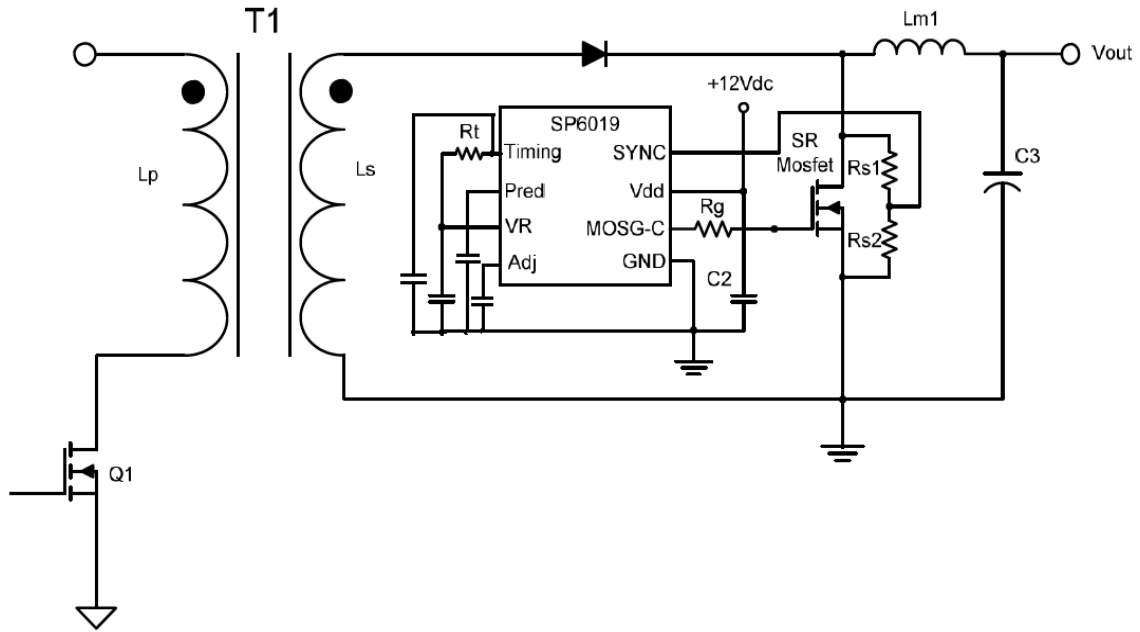 T1
Lm1
Vout
+12Vdc
SP6019
Rt
Timing
SYNC
SR
Mosfet
Rs1
C3
Lp
Ls
Pred
Vdd
Rg
VR
MOSG-C
Rs2
Adj
GND
C2
Q1